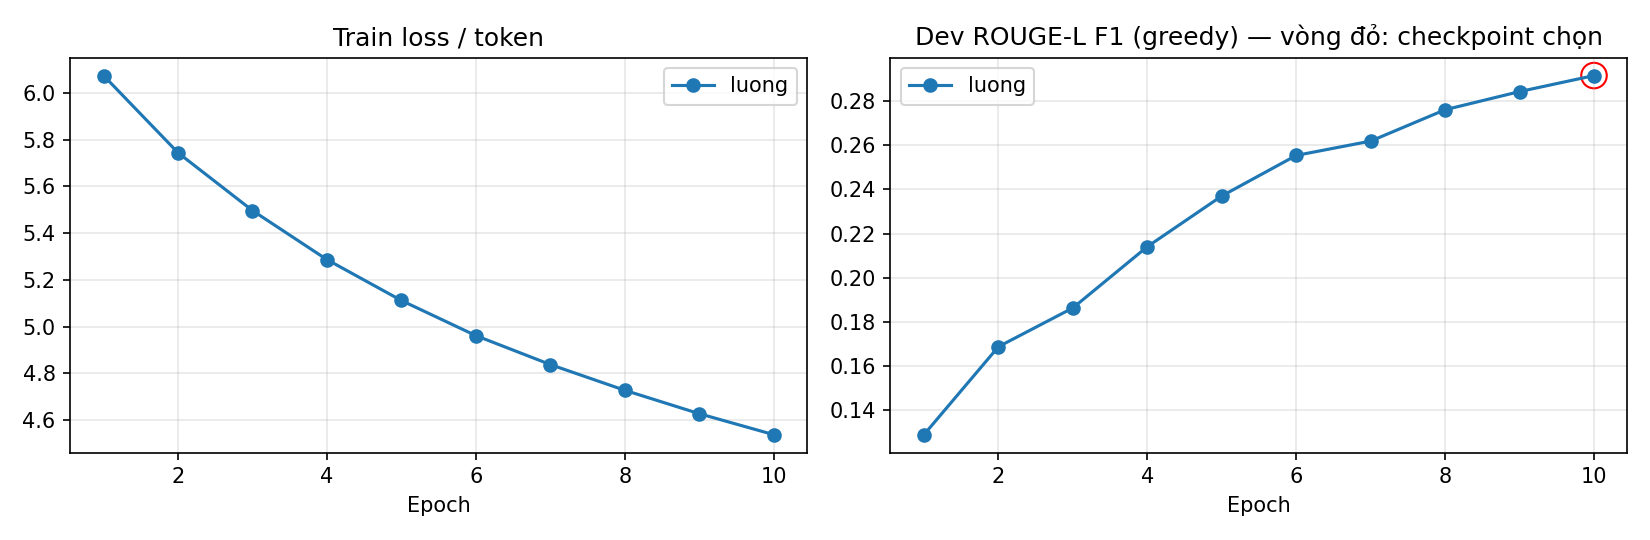 Train loss / token
luong
6.0
5.8
5.6
5.4
5.2
5.0
4.8
4.6
2 4 6 8 10
Epoch
Dev ROUGE-L F1 (greedy) — vòng đỏ: checkpoint chọn
luong
0.28
0.26
0.24
0.22
0.20
0.18
0.16
0.14
2 4 6 8 10
Epoch